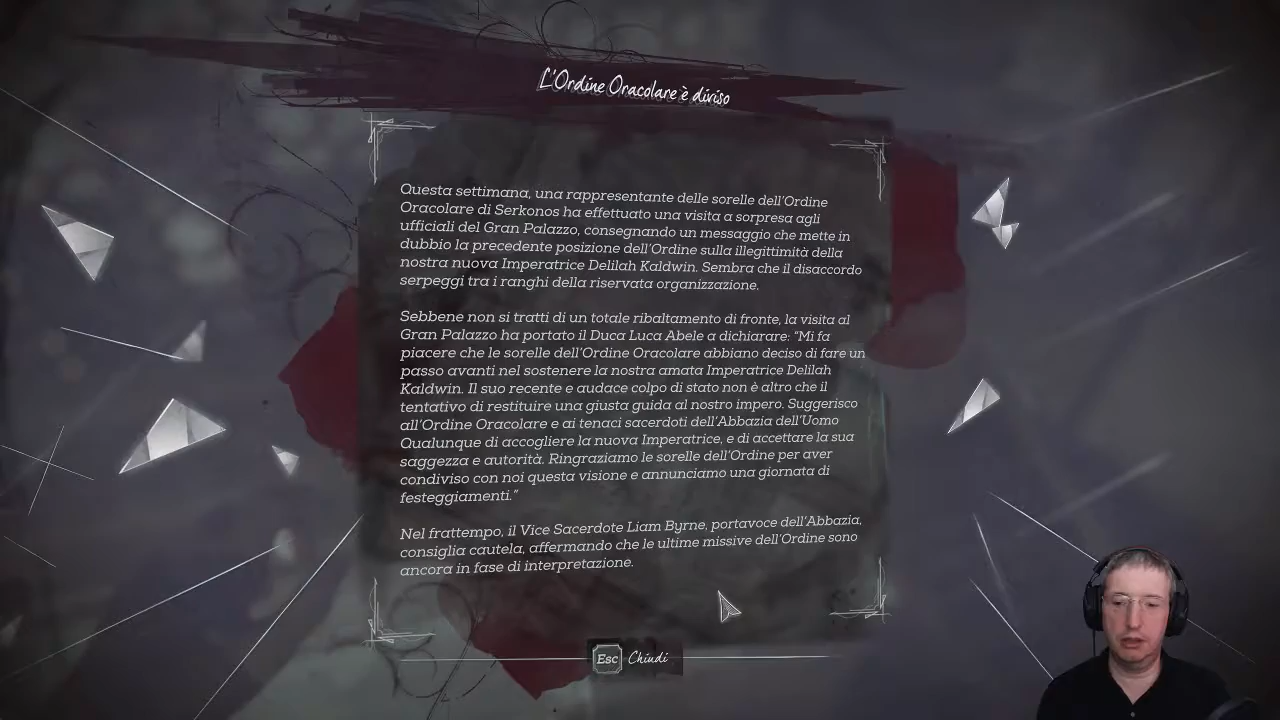 L'Ordine Oracolare è diviso
Questa settimana, una rappresentante delle sorelle dell'Ordine
Oracolare di Serkonos ha effettuato una visita a sorpresa agli
ufficiali del Gran Palazzo, consegnando un messaggio che mette in
dubbio la precedente posizione dell'Ordine sulla illegittimità della
nostra nuova Imperatrice Delilah Kaldwin. Sembra che il disaccordo
serpeggi tra i ranghi della riservata organizzazione.
Sebbene non si tratti di un totale ribaltamento di fronte, la visita al
Gran Palazzo ha portato il Duca Luca Abele a dichiarare: "Mi fa
piacere che le sorelle dell'Ordine Oracolare abbiano deciso di fare un
passo avanti nel sostenere la nostra amata Imperatrice Delilah
Kaldwin. Il suo recente e audace colpo di stato non è altro che il
tentativo di restituire una giusta guida al nostro impero. Suggerisco
all'Ordine Oracolare e ai tenaci sacerdoti dell'Abbazia dell'Uomo
Qualunque di accogliere la nuova Imperatrice, e di accettare la sua
saggezza e autorità. Ringraziamo le sorelle dell'Ordine per aver
condiviso con noi questa visione e annunciamo una giornata di
festeggiamenti."
Nel frattempo, il Vice Sacerdote Liam Byrne, portavoce dell'Abbazia,
consiglia cautela, affermando che le ultime missive dell'Ordine sono
ancora in fase di interpretazione.
Esc Chiudi